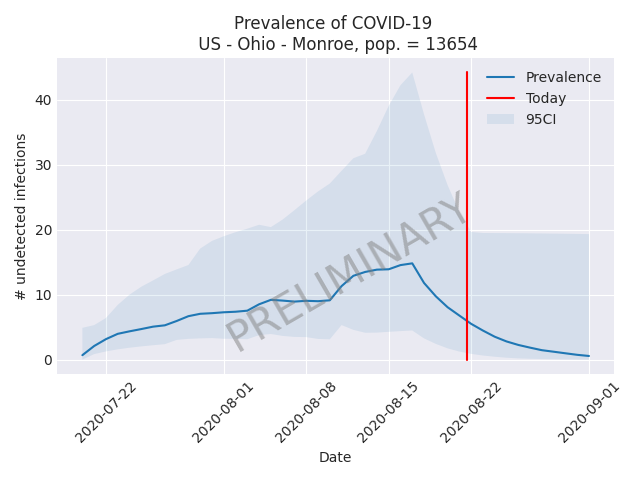 Prevalence of COVID-19
US - Ohio - Monroe, pop. = 13654
# undetected infections
40
30
20
10
0
Prevalence
Today
95CI
PRELIMINARY
2020-07-22
2020-08-01
2020-08-08
2020-08-15
2020-08-22
2020-09-01
Date